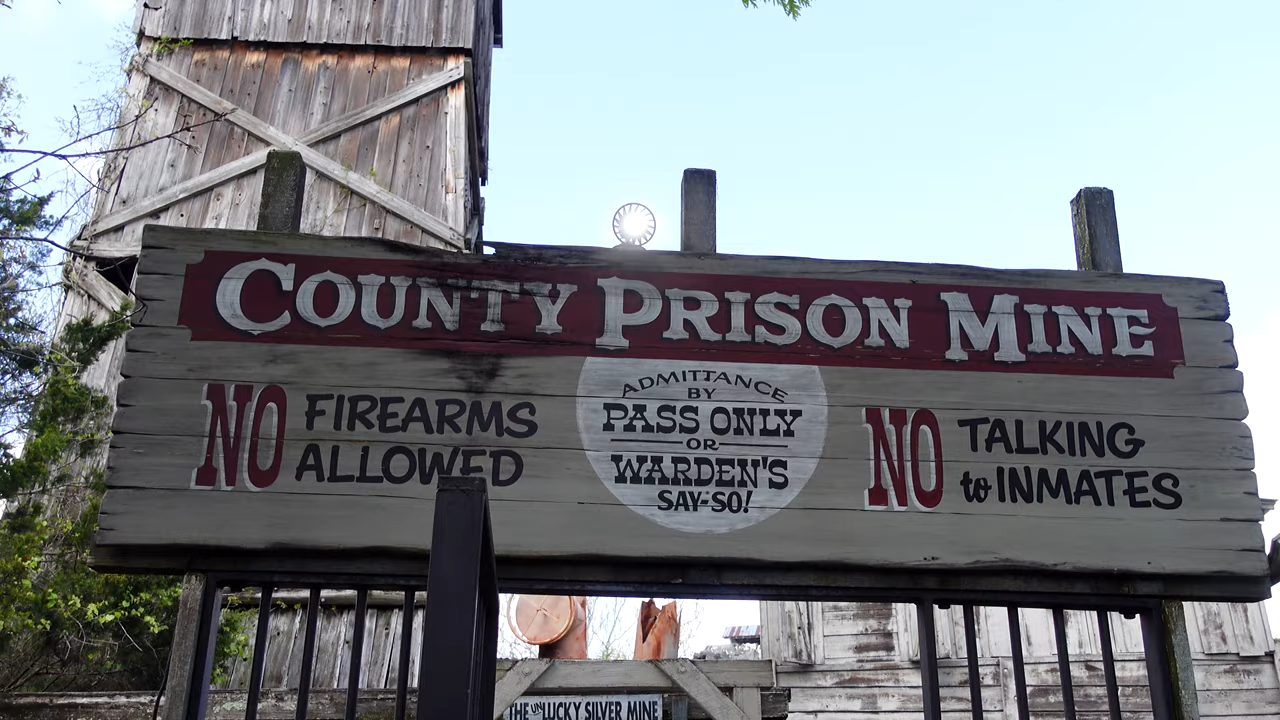 COUNTY PRISON MINE
NO FIREARMS
ALLOWED
ADMITTANCE
BY
PASS ONLY
OR
WARDEN'S
SAY-SO!
NO TALKING
to INMATES
THE UNLUCKY SILVER MINE